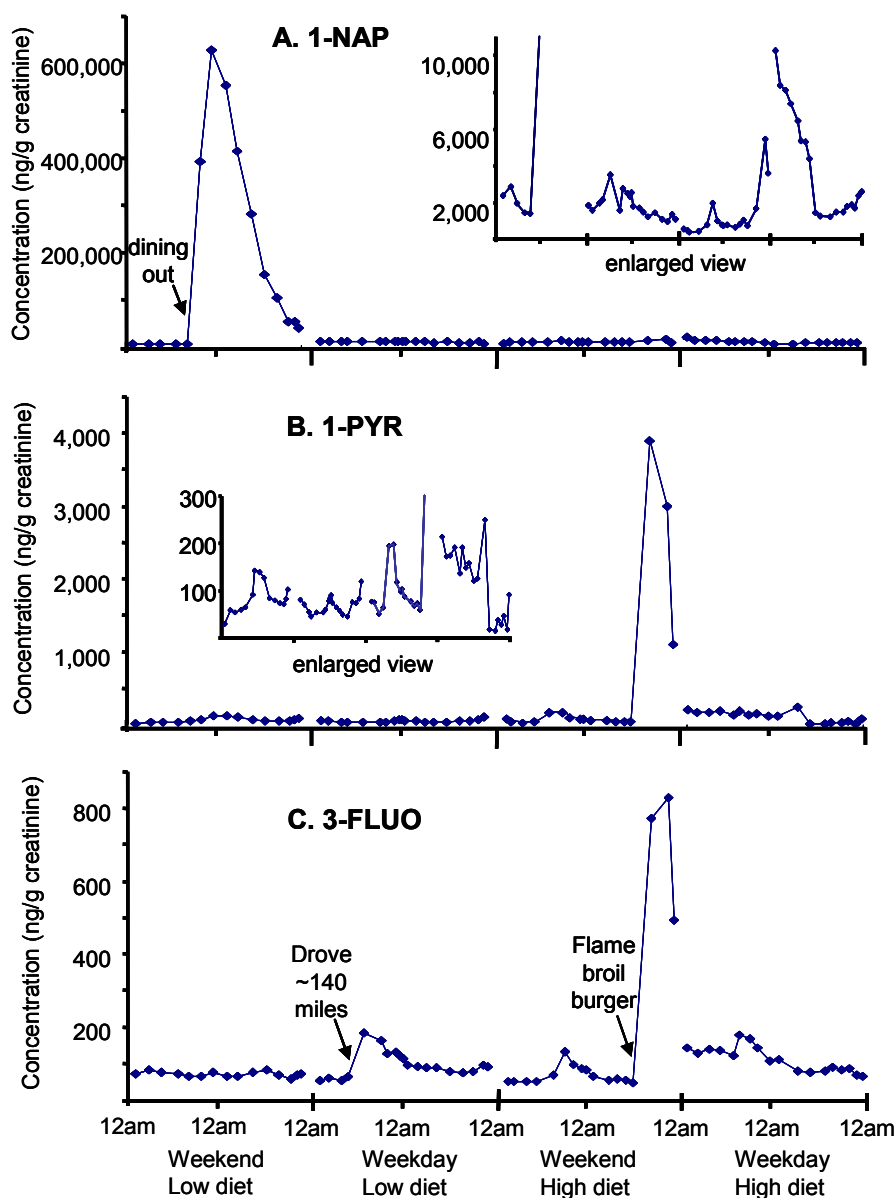 A. 1-NAP
Concentration (ng/g creatinine)
600,000
400,000
200,000
dining
out
10,000
6,000
2,000
enlarged view
B. 1-PYR
Concentration (ng/g creatinine)
4,000
3,000
2,000
1,000
300
200
100
enlarged view
C. 3-FLUO
Concentration (ng/g creatinine)
800
600
400
200
Drove
~140
miles
Flame
broil
burger
12am 12am 12am 12am 12am 12am 12am 12am 12am
Weekend Weekday Weekend Weekday
Low diet Low diet High diet High diet